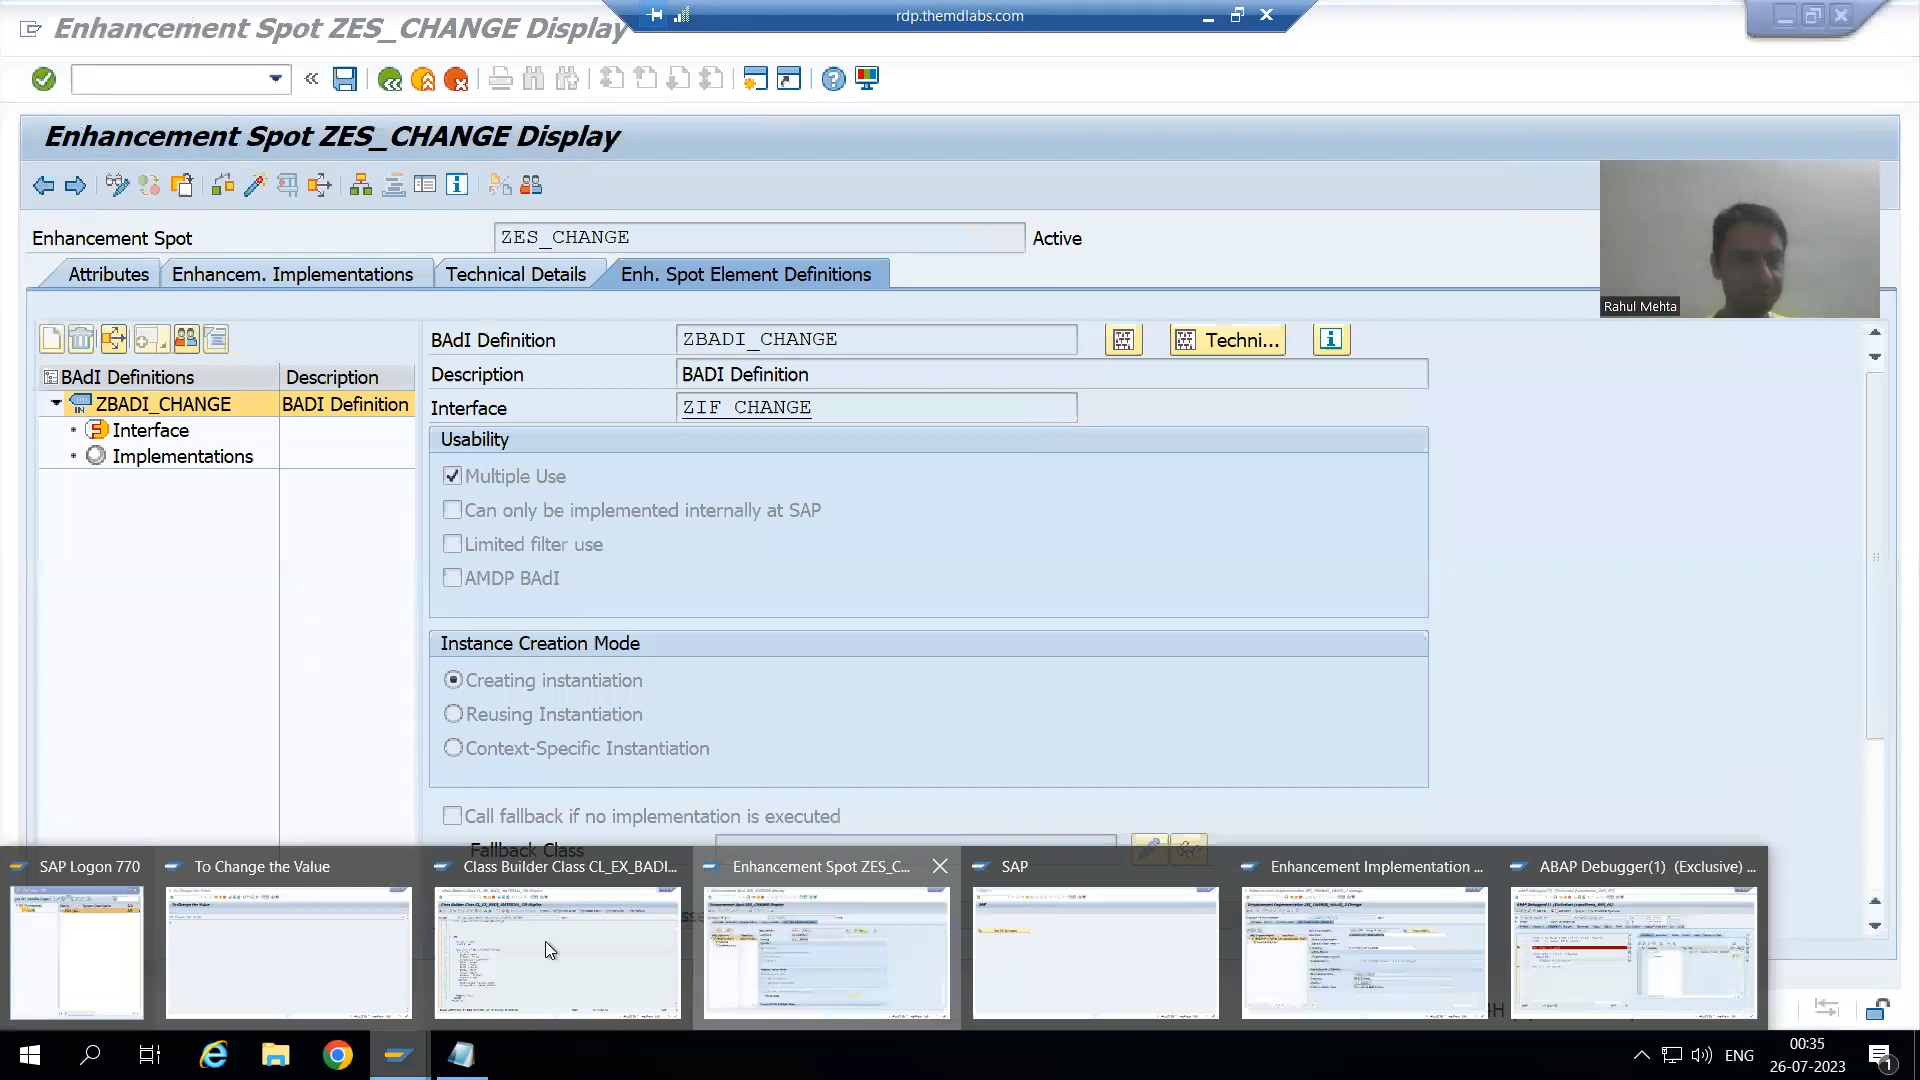 Enhancement Spot ZES_CHANGE Display
rdp.themdlabs.com
Enhancement Spot ZES_CHANGE Display
Enhancement Spot
ZES_CHANGE
Active
Attributes
Enhancem. Implementations
Technical Details
Enh. Spot Element Definitions
Rahul Mehta
BAdI Definitions
Description
ZBADI_CHANGE
BADI Definition
Interface
Implementations
BAdI Definition
ZBADI_CHANGE
Techni...
Description
BADI Definition
Interface
ZIF_CHANGE
Usability
Multiple Use
Can only be implemented internally at SAP
Limited filter use
AMDP BAdI
Instance Creation Mode
Creating instantiation
Reusing Instantiation
Context-Specific Instantiation
Call fallback if no implementation is executed
Fallback Class
SAP Logon 770
To Change the Value
Class Builder Class CL_EX_BADI...
Enhancement Spot ZES_C...
SAP
Enhancement Implementation ...
ABAP Debugger(1) (Exclusive) ...
ENG
00:35
26-07-2023
1